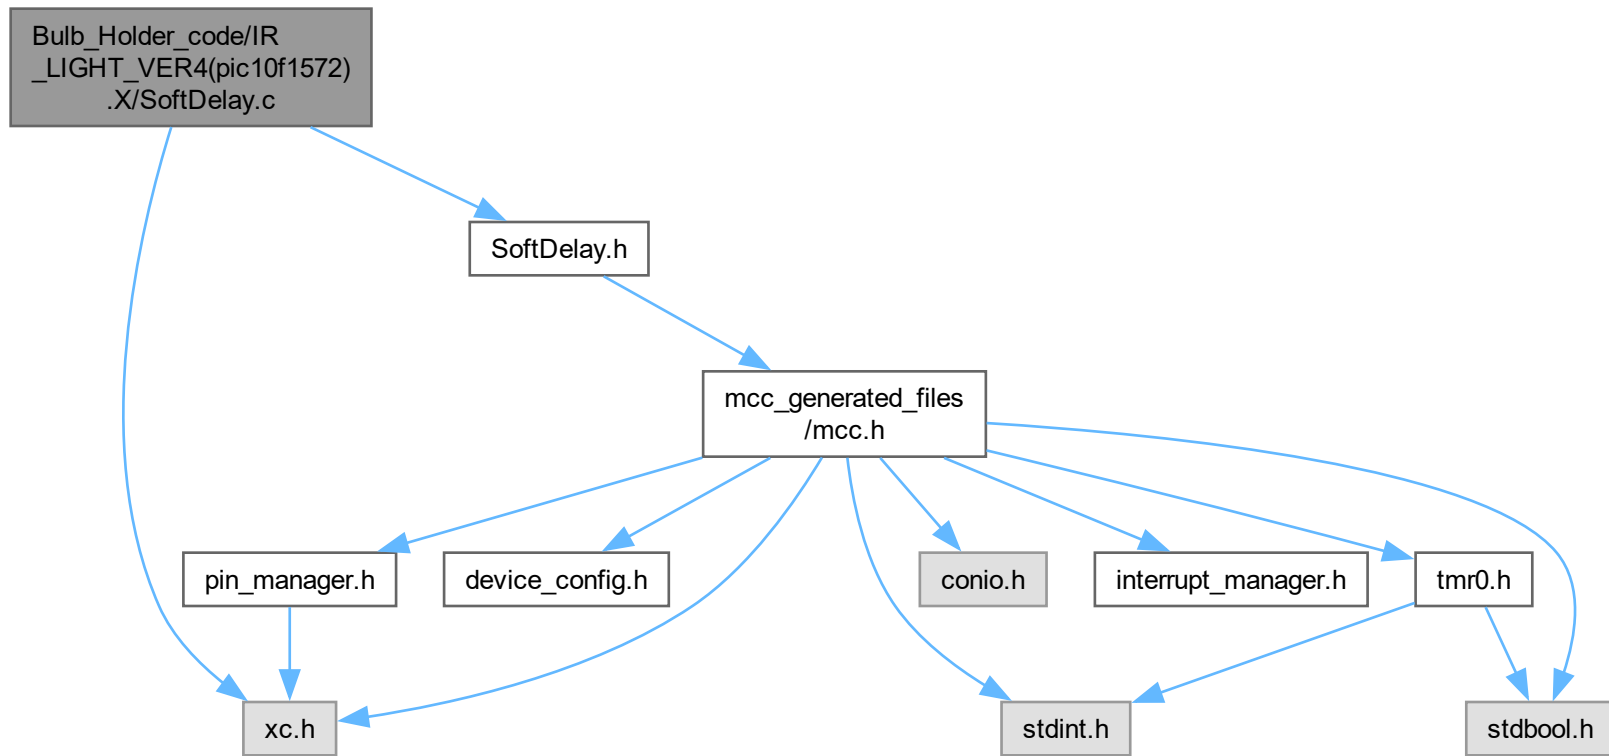 Bulb_Holder_code/IR
_LIGHT_VER4(pic10f1572)
.X/SoftDelay.c
SoftDelay.h
mcc_generated_files
/mcc.h
pin_manager.h
device_config.h
conio.h
interrupt_manager.h
tmr0.h
xc.h
stdint.h
stdbool.h